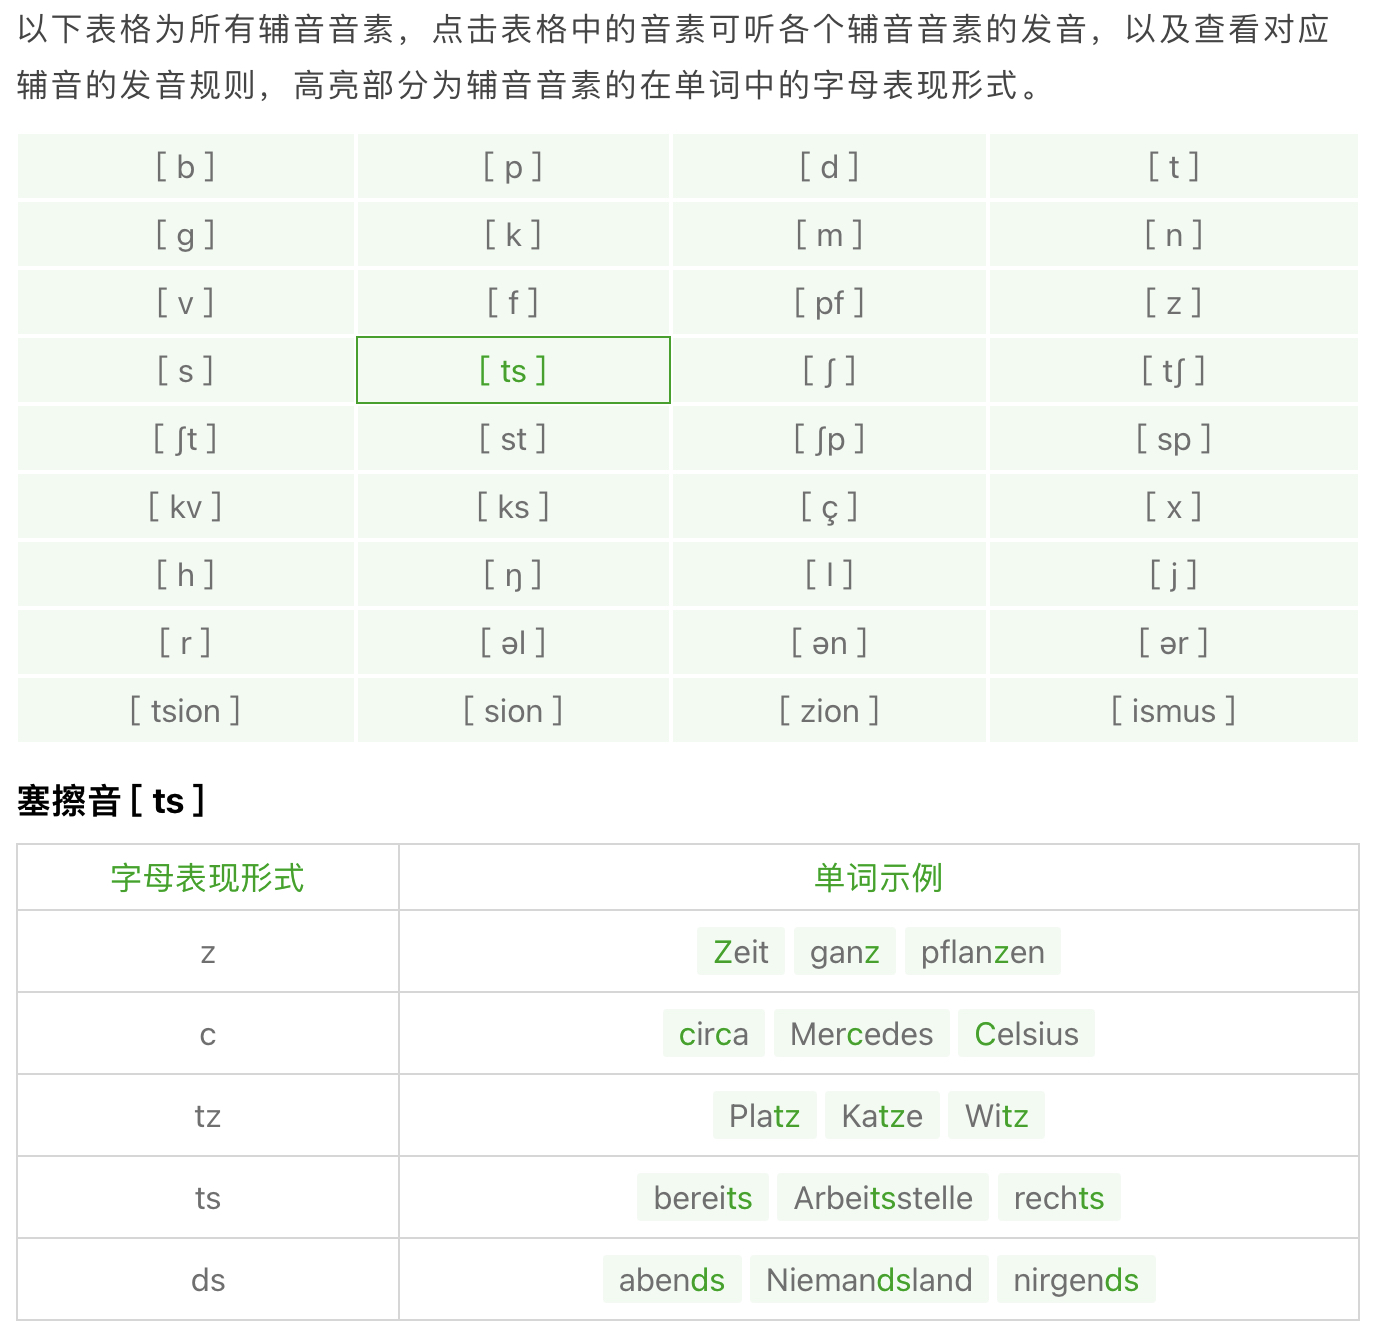 以下表格为所有辅音音素，点击表格中的音素可听各个辅音音素的发音，以及查看对应
辅音的发音规则，高亮部分为辅音音素的在单词中的字母表现形式。
[ b ] [ p ] [ d ] [ t ]
[ g ] [ k ] [ m ] [ n ]
[ v ] [ f ] [ pf ] [ z ]
[ s ] [ ts ] [ ʃ ] [ tʃ ]
[ ʃt ] [ st ] [ ʃp ] [ sp ]
[ kv ] [ ks ] [ ç ] [ x ]
[ h ] [ ŋ ] [ l ] [ j ]
[ r ] [ əl ] [ ən ] [ ər ]
[ tsion ] [ sion ] [ zion ] [ ismus ]
塞擦音 [ ts ]
字母表现形式 单词示例
z Zeit ganz pflanzen
c circa Mercedes Celsius
tz Platz Katze Witz
ts bereits Arbeitsstelle rechts
ds abends Niemandsland nirgends